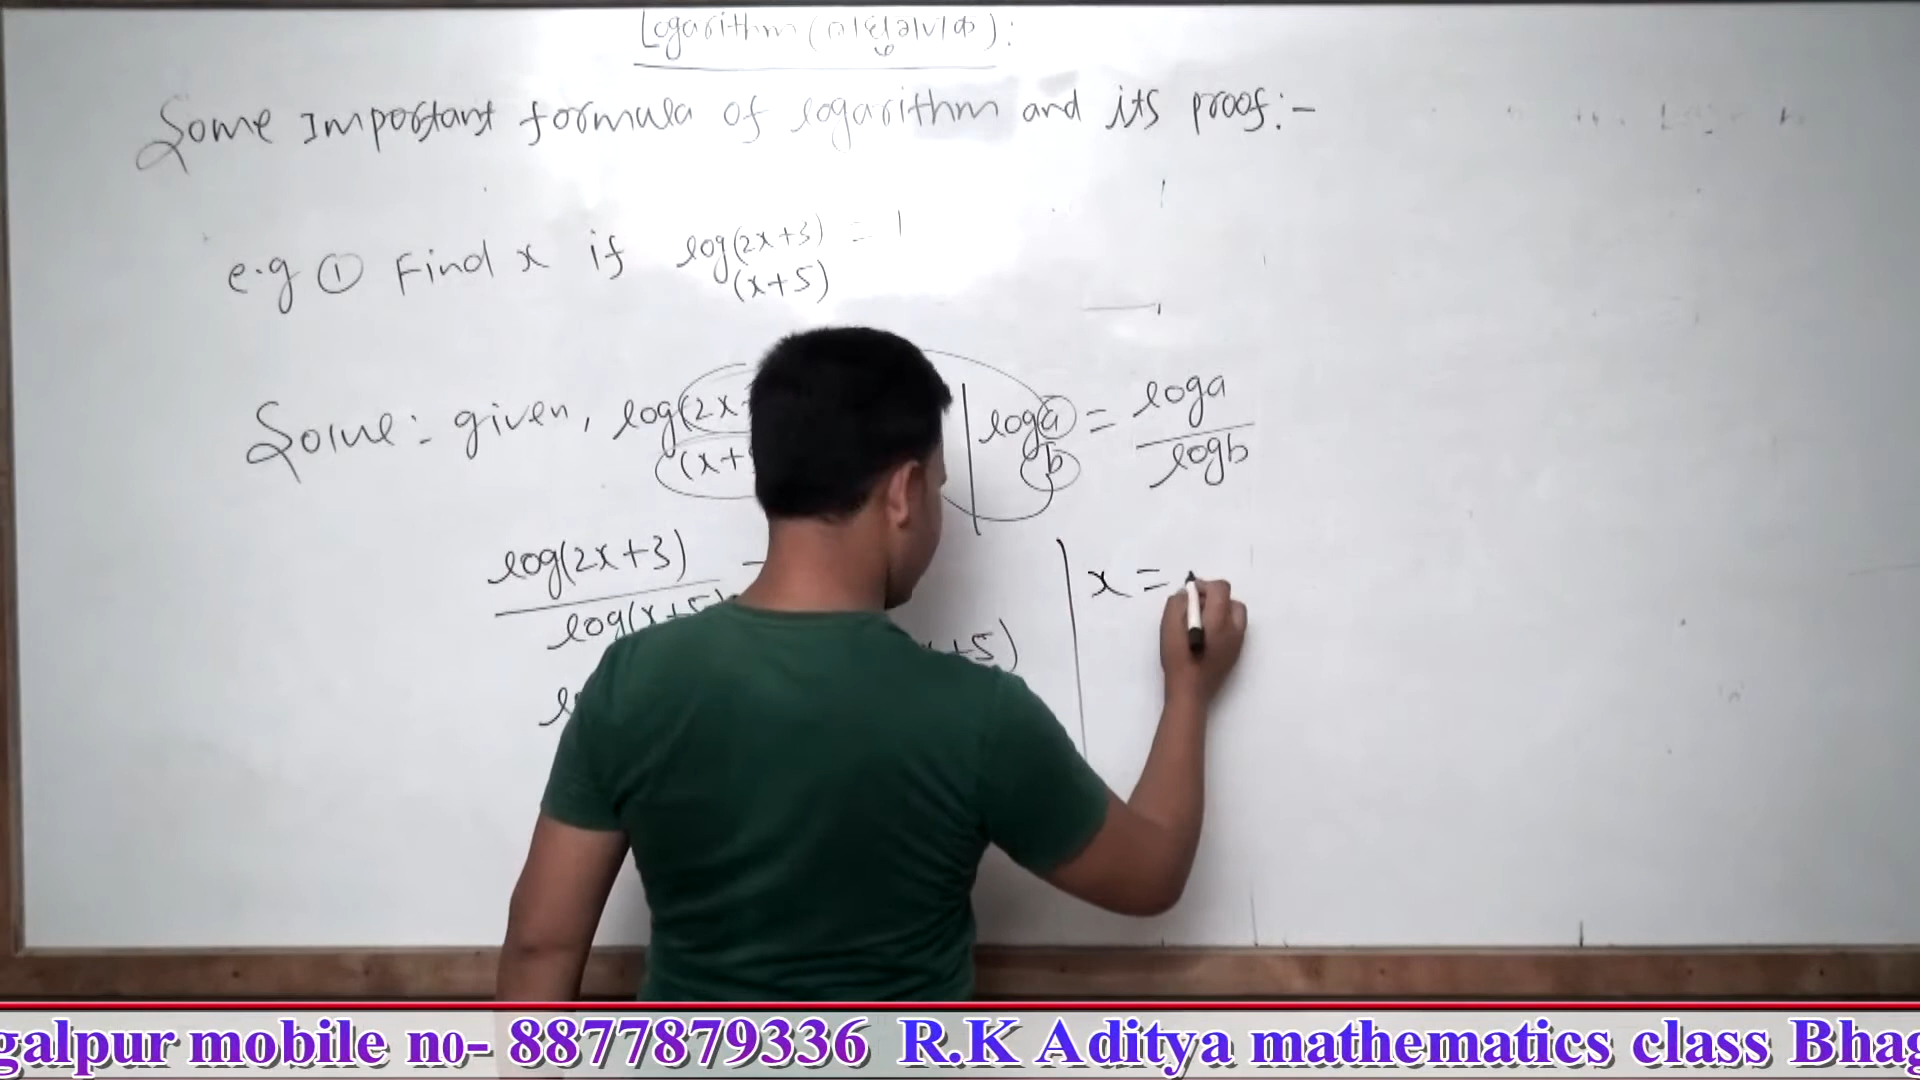 Logarithm ( ):
Some Important formula of logarithm and its proof:-
e.g ① Find x if log(2x+3) = 1
(x+5)
Solve:- given, log(2x
(x+
log a = log a
b log b
log(2x+3)
log(x+5)
x+5)
x =
galpur mobile no- 8877879336 R.K Aditya mathematics class Bhag